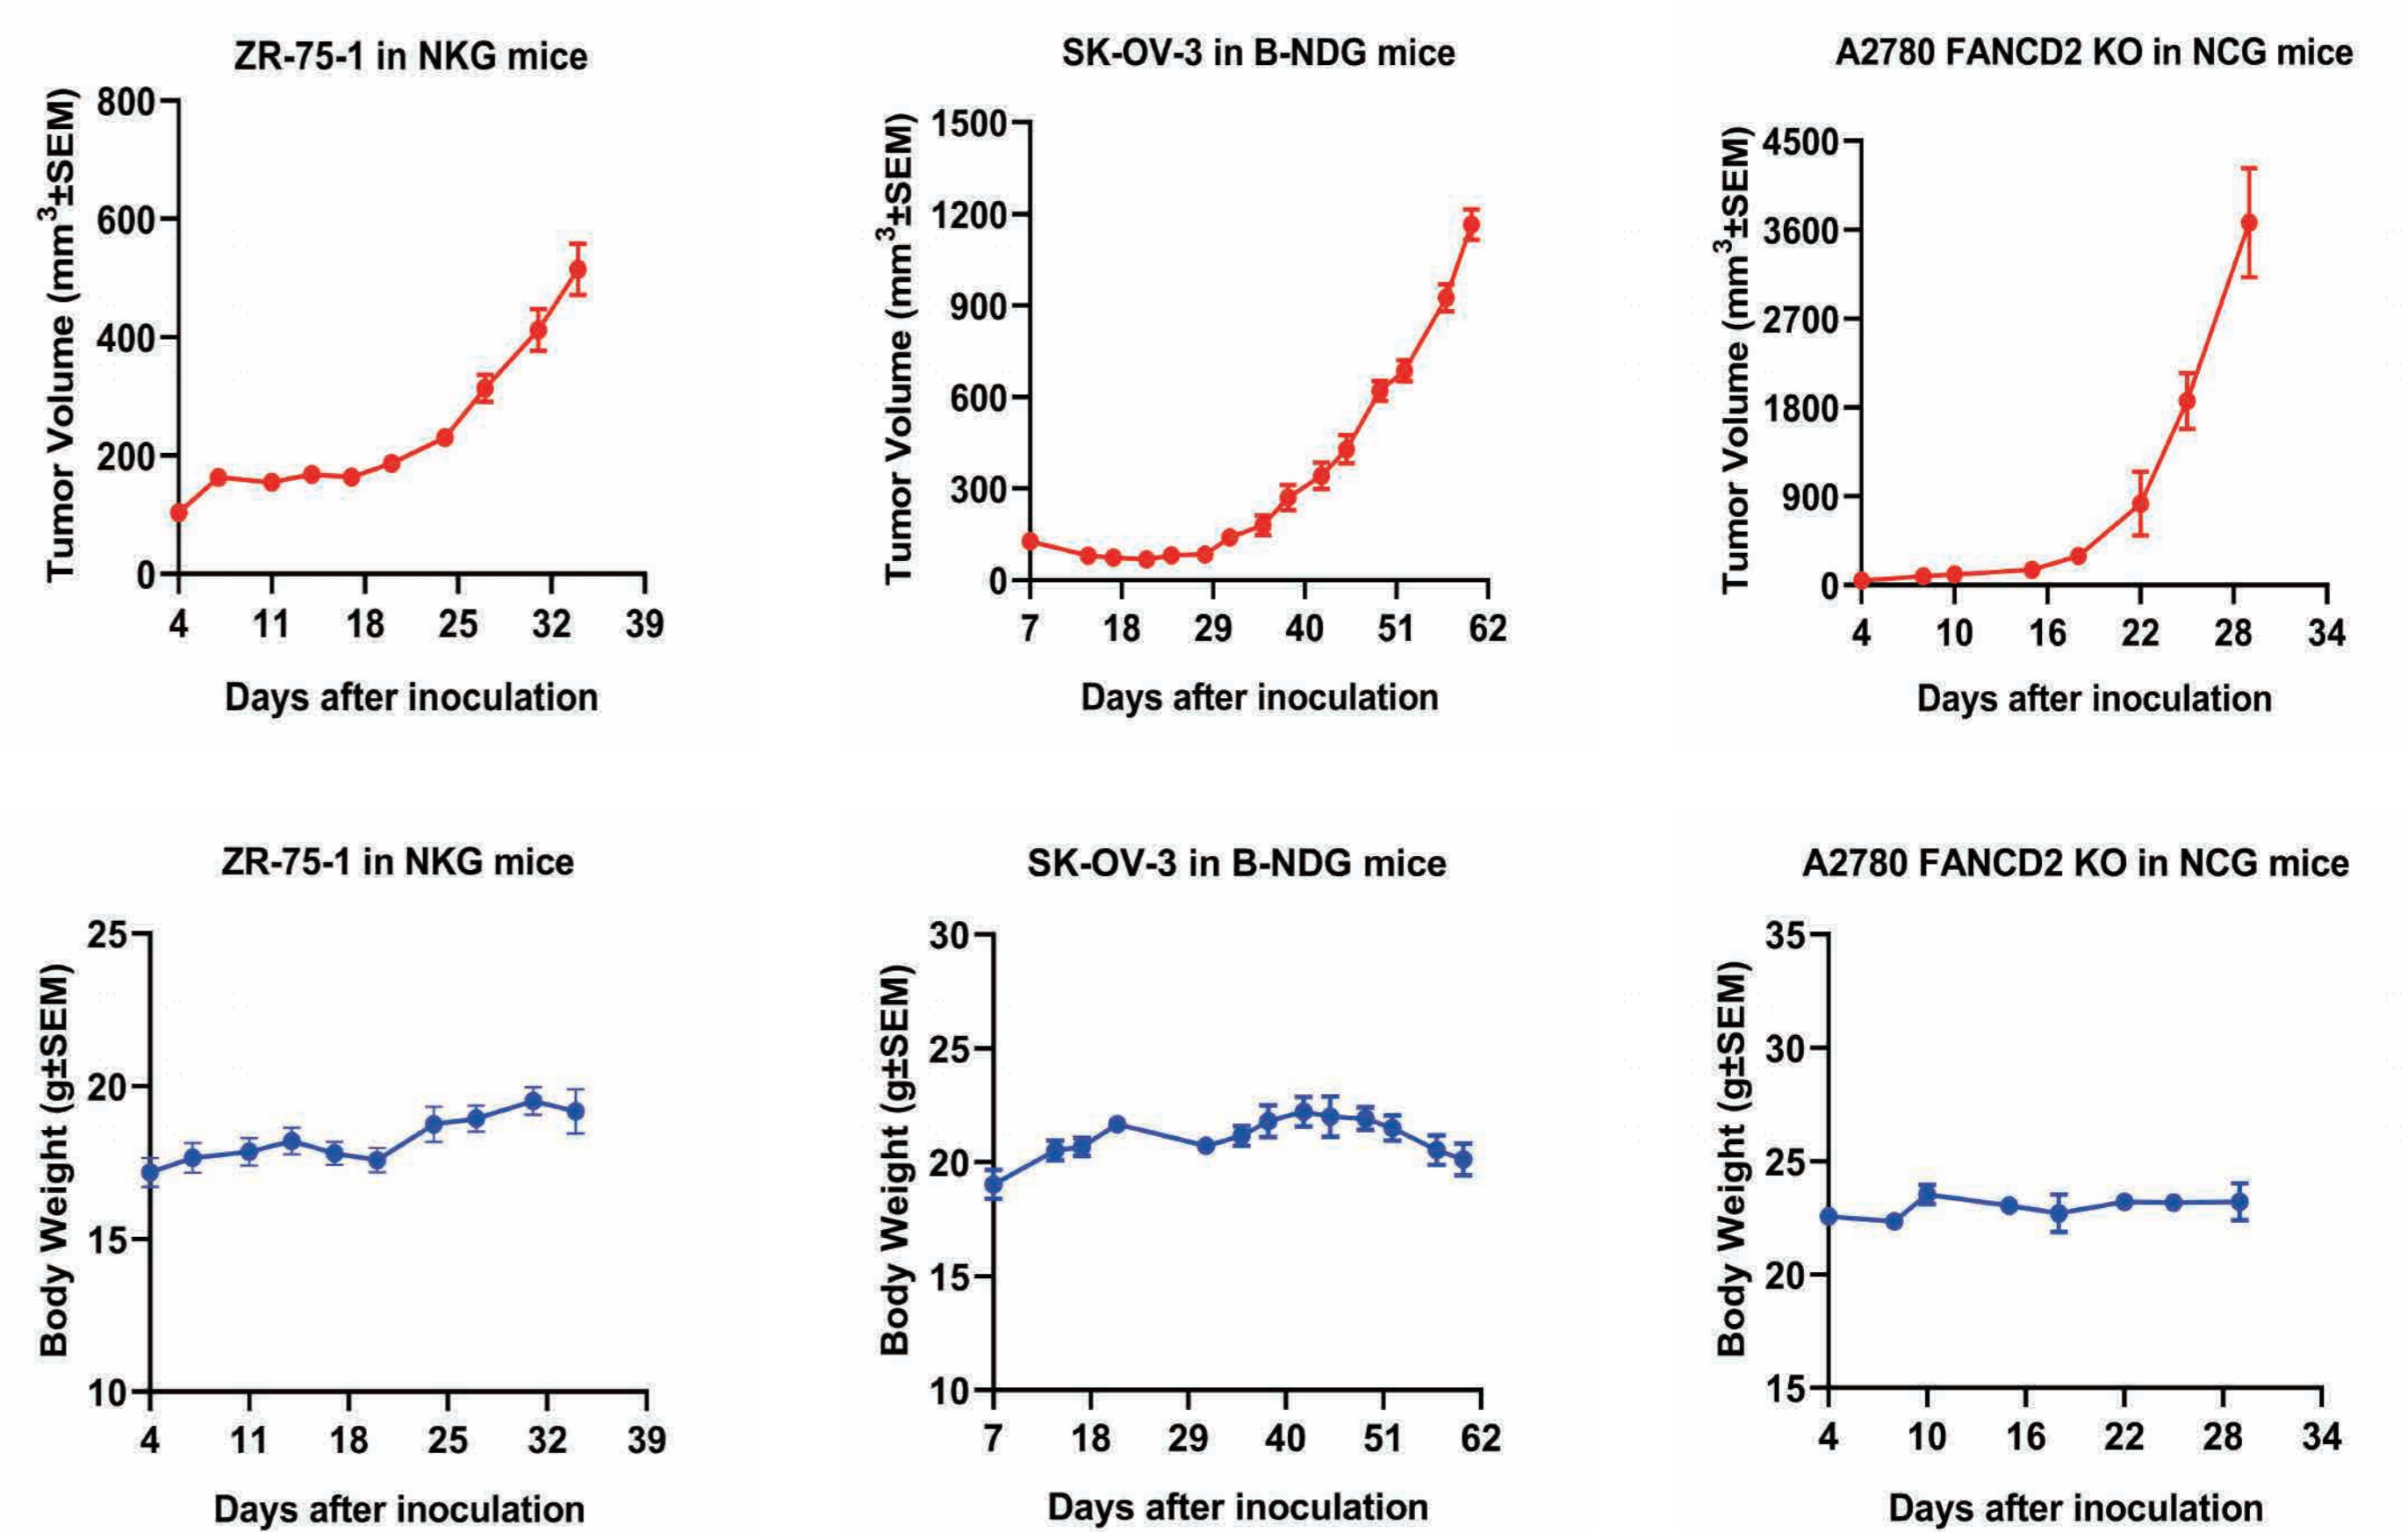 ZR-75-1 in NKG mice
Tumor Volume (mm³±SEM)
800
600
400
200
0
4 11 18 25 32 39
Days after inoculation
SK-OV-3 in B-NDG mice
Tumor Volume (mm³±SEM)
1500
1200
900
600
300
0
7 18 29 40 51 62
Days after inoculation
A2780 FANCD2 KO in NCG mice
Tumor Volume (mm³±SEM)
4500
3600
2700
1800
900
0
4 10 16 22 28 34
Days after inoculation
ZR-75-1 in NKG mice
Body Weight (g±SEM)
25
20
15
10
4 11 18 25 32 39
Days after inoculation
SK-OV-3 in B-NDG mice
Body Weight (g±SEM)
30
25
20
15
10
7 18 29 40 51 62
Days after inoculation
A2780 FANCD2 KO in NCG mice
Body Weight (g±SEM)
35
30
25
20
15
4 10 16 22 28 34
Days after inoculation